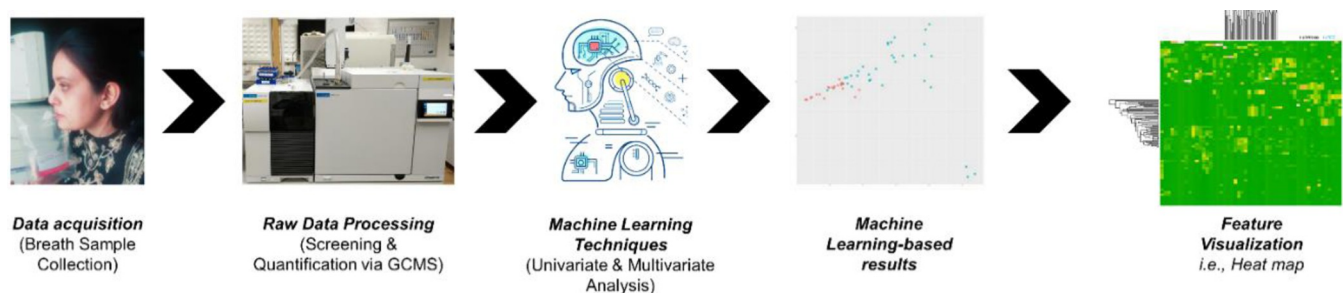 Data acquisition
(Breath Sample
Collection)
Raw Data Processing
(Screening &
Quantification via GCMS)
Machine Learning
Techniques
(Univariate & Multivariate
Analysis)
Machine
Learning-based
results
Feature
Visualization
i.e., Heat map